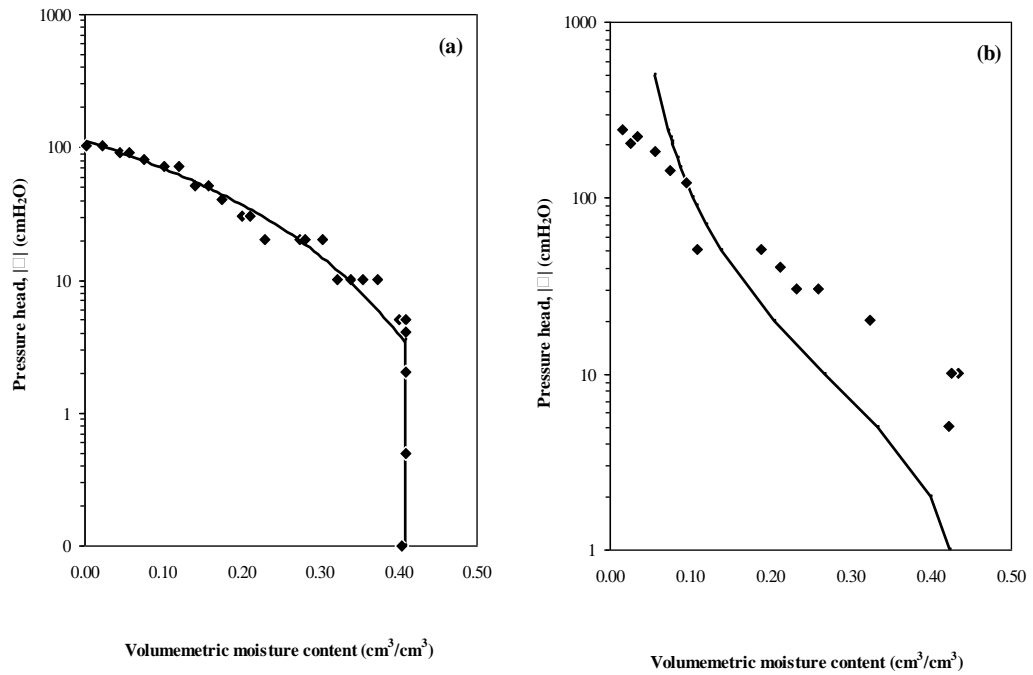 1000
100
10
1
0
0.00 0.10 0.20 0.30 0.40 0.50
Pressure head, |□| (cmH₂O)
Volumemetric moisture content (cm³/cm³)
(a)
1000
100
10
1
0.00 0.10 0.20 0.30 0.40 0.50
Pressure head, |□| (cmH₂O)
Volumemetric moisture content (cm³/cm³)
(b)